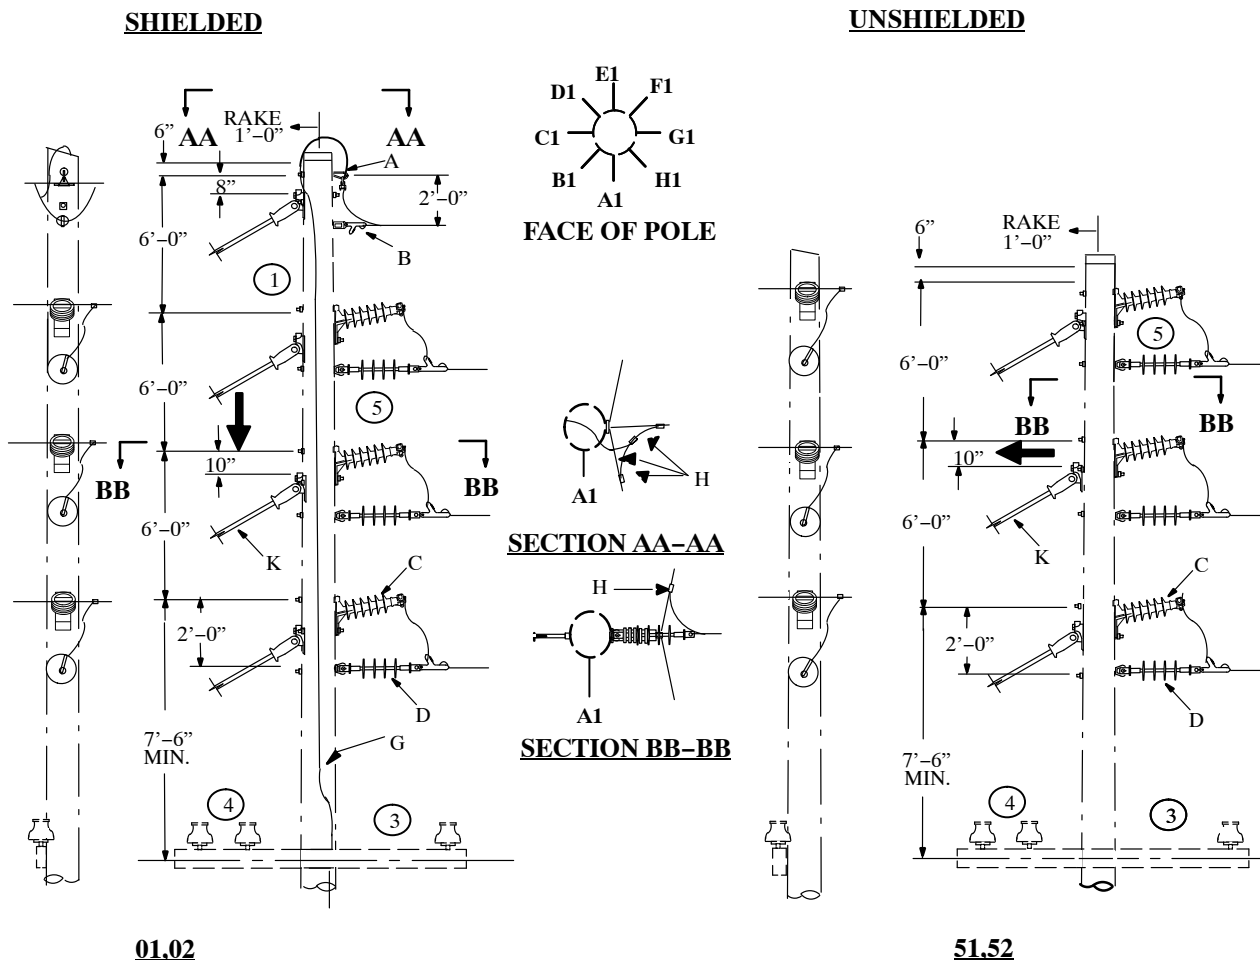 SHIELDED
UNSHIELDED
RAKE
1’−0”
6”
AA
AA
A
8”
2’−0”
6’−0”
B
1
6’−0”
5
10”
BB
BB
6’−0”
K
C
2’−0”
D
7’−6”
MIN.
G
4
3
01,02
E1
D1
F1
C1
G1
B1
H1
A1
FACE OF POLE
H
A1
SECTION AA−AA
H
A1
SECTION BB−BB
RAKE
1’−0”
6”
5
6’−0”
BB
BB
10”
6’−0”
K
C
2’−0”
D
7’−6”
MIN.
4
3
51,52